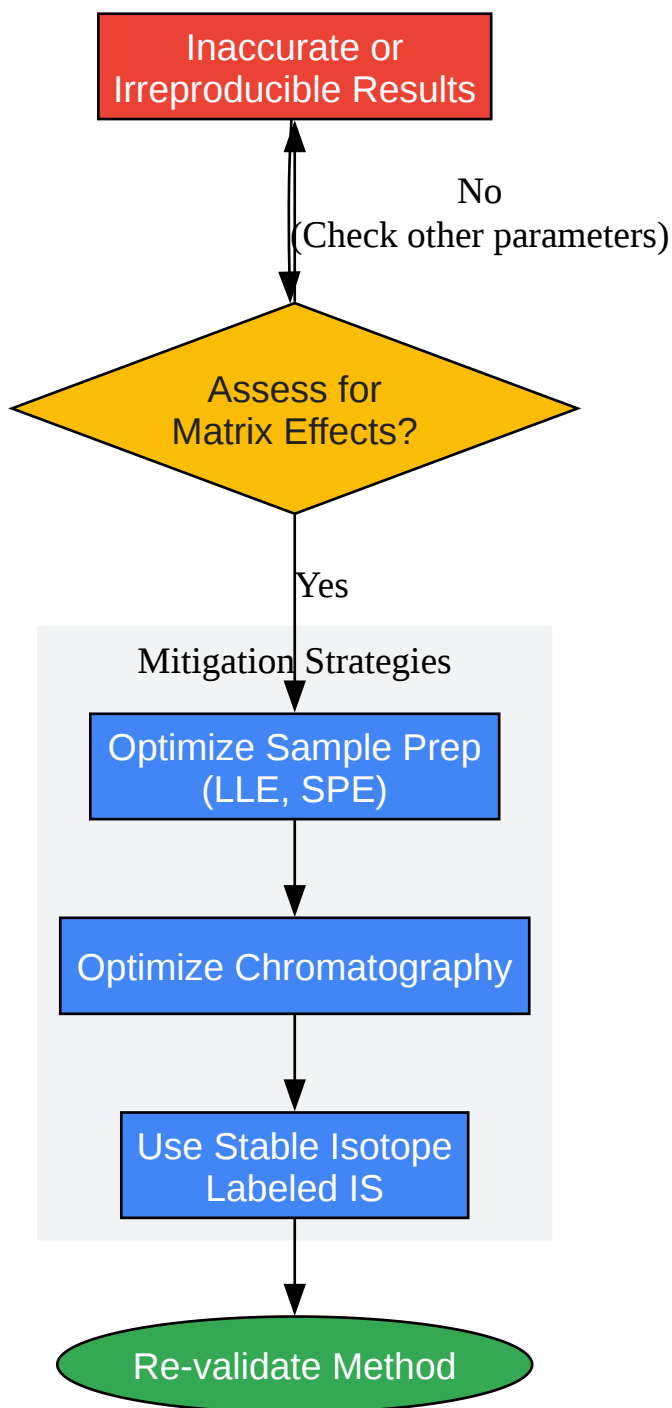 Inaccurate or
Irreproducible Results
No
(Check other parameters)
Assess for
Matrix Effects?
Yes
Mitigation Strategies
Optimize Sample Prep
(LLE, SPE)
Optimize Chromatography
Use Stable Isotope
Labeled IS
Re-validate Method